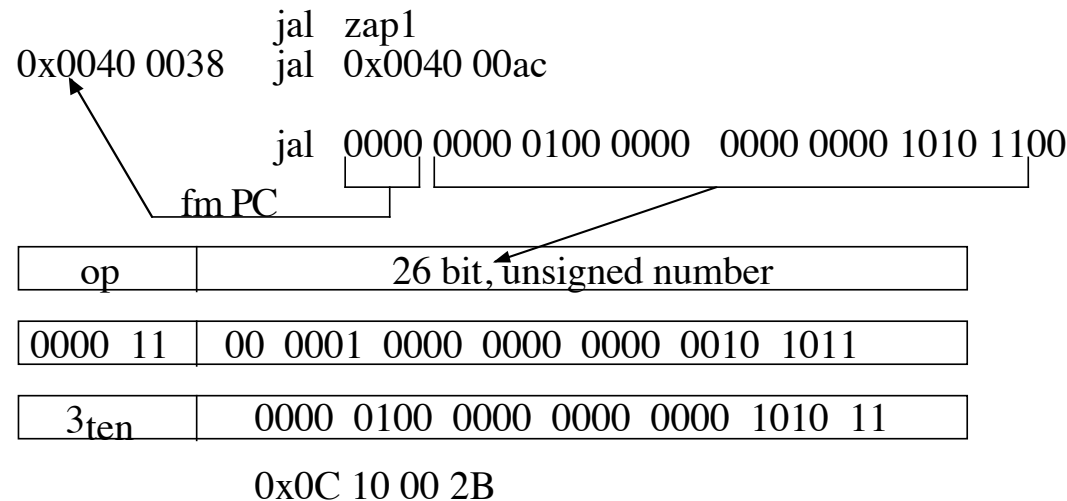 jal zap1
0x0040 0038 jal 0x0040 00ac
jal 0000 0000 0100 0000 0000 0000 1010 1100
fm PC
op 26 bit, unsigned number
0000 11 00 0001 0000 0000 0000 0010 1011
3ten 0000 0100 0000 0000 0000 1010 11
0x0C 10 00 2B